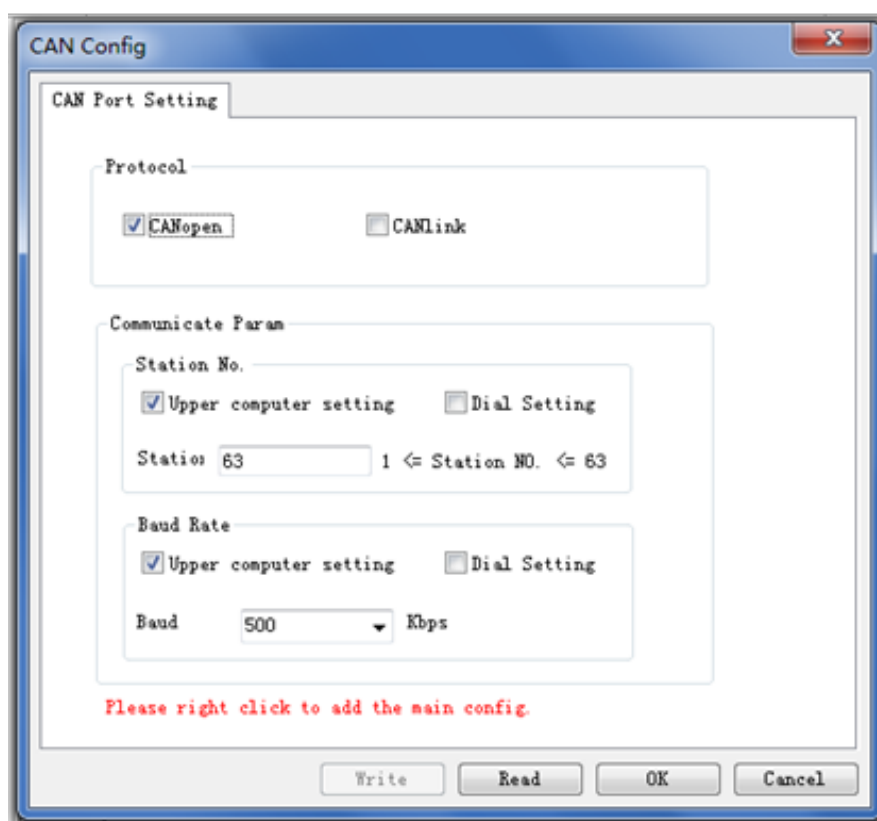 CAN Config
CAN Port Setting
Protocol
CANopen CANlink
Communicate Param
Station No.
Upper computer setting Dial Setting
Statio: 63 1 <= Station NO. <= 63
Baud Rate
Upper computer setting Dial Setting
Baud 500 Kbps
Please right click to add the main config.
Write Read OK Cancel